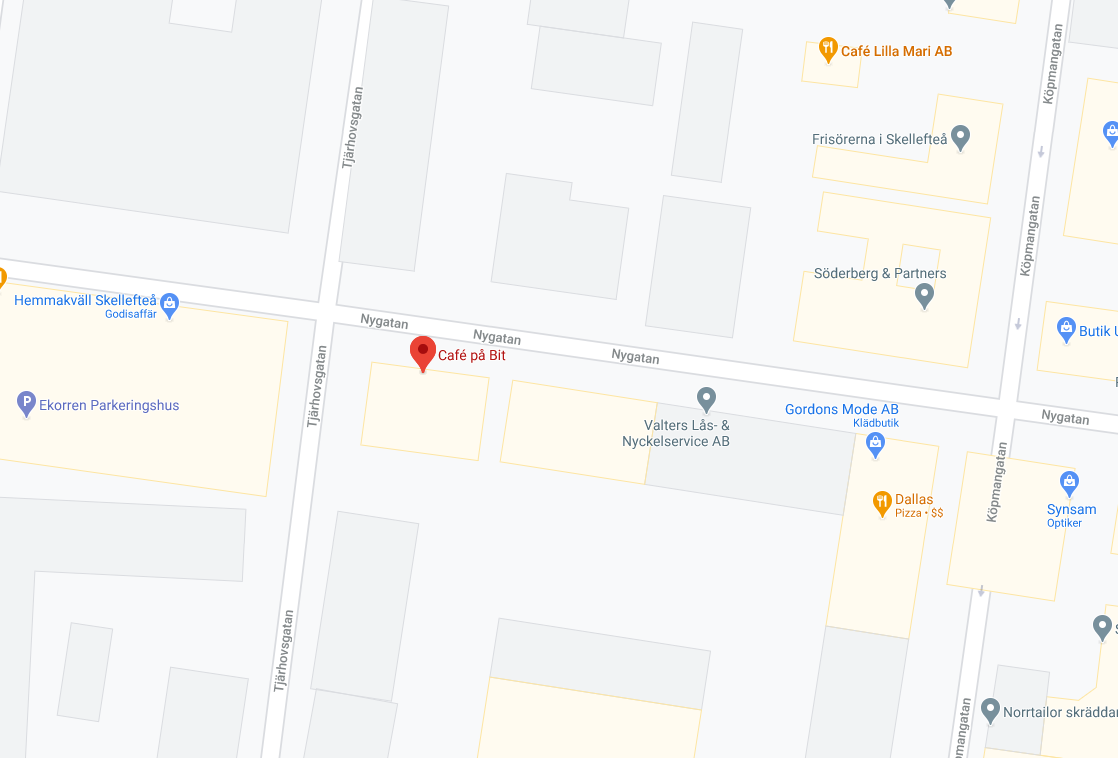 Café Lilla Mari AB
Köpmangatan
Tjärhovsgatan
Frisörerna i Skellefteå
Köpmangatan
Söderberg & Partners
Hemmakväll Skellefteå
Godisaffär
Nygatan
Nygatan
Nygatan
Butik
Café på Bit
Tjärhovsgatan
P
Ekorren Parkeringshus
Gordons Mode AB
Klädbutik
Nygatan
Valters Lås- &
Nyckelservice AB
Köpmangatan
Dallas
Pizza • $$
Synsam
Optiker
Tjärhovsgatan
Norrtailor skräddar
mangatan